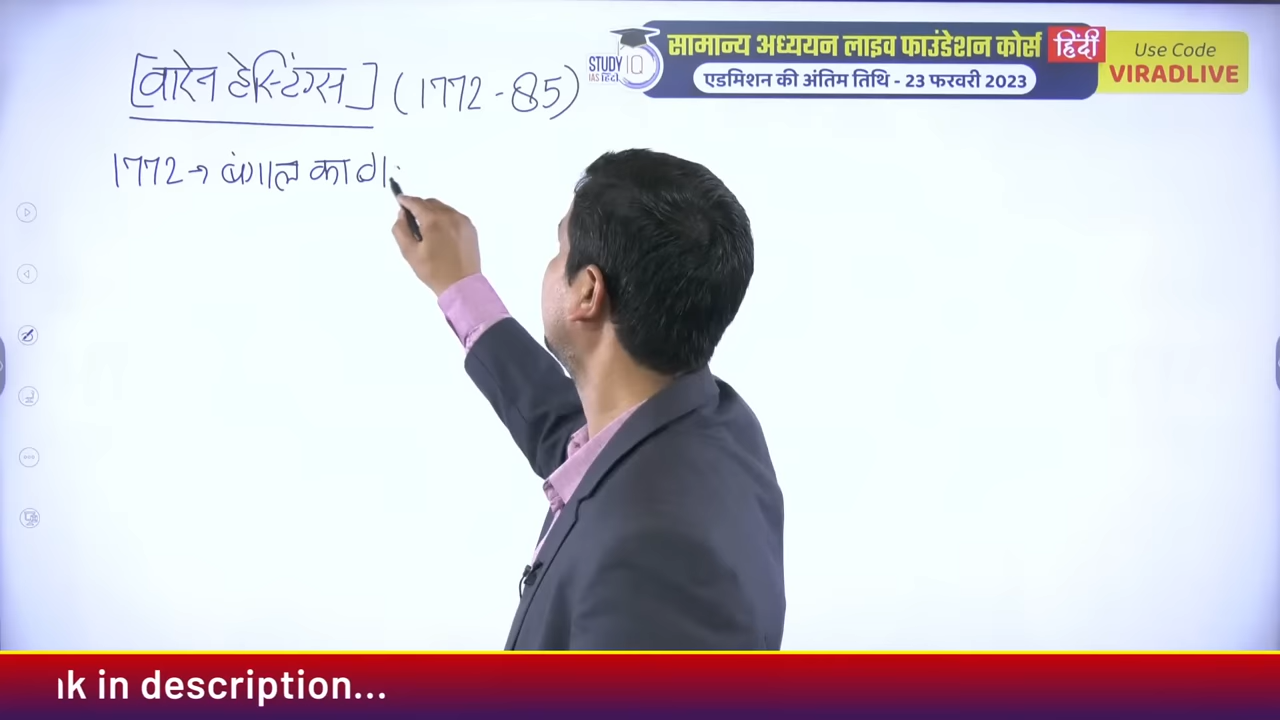 [वारेन हेस्टिंग्स] (1772-85)
1772→ बंगाल का
STUDY IQ
IAS हिंदी
सामान्य अध्ययन लाइव फाउंडेशन कोर्स हिंदी
एडमिशन की अंतिम तिथि - 23 फरवरी 2023
Use Code
VIRADLIVE
in description...